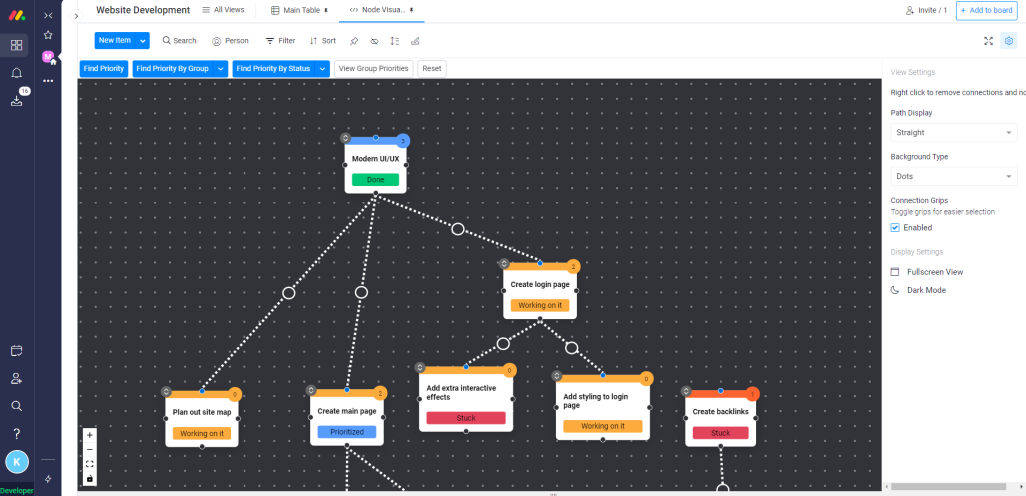 Website Development
All Views
Main Table
Node Visua...
Invite / 1
+ Add to board
New Item
Search
Person
Filter
Sort
M
16
Find Priority
Find Priority By Group
Find Priority By Status
View Group Priorities
Reset
View Settings
Right click to remove connections and no
Path Display
Straight
Background Type
Dots
Connection Grips
Toggle grips for easier selection
Enabled
Display Settings
Fullscreen View
Dark Mode
3
Modern UI/UX
Done
2
Create login page
Working on it
0
Add extra interactive
effects
Stuck
0
Add styling to login
page
Working on it
0
Plan out site map
Working on it
2
Create main page
Prioritized
1
Create backlinks
Stuck
K
Developer